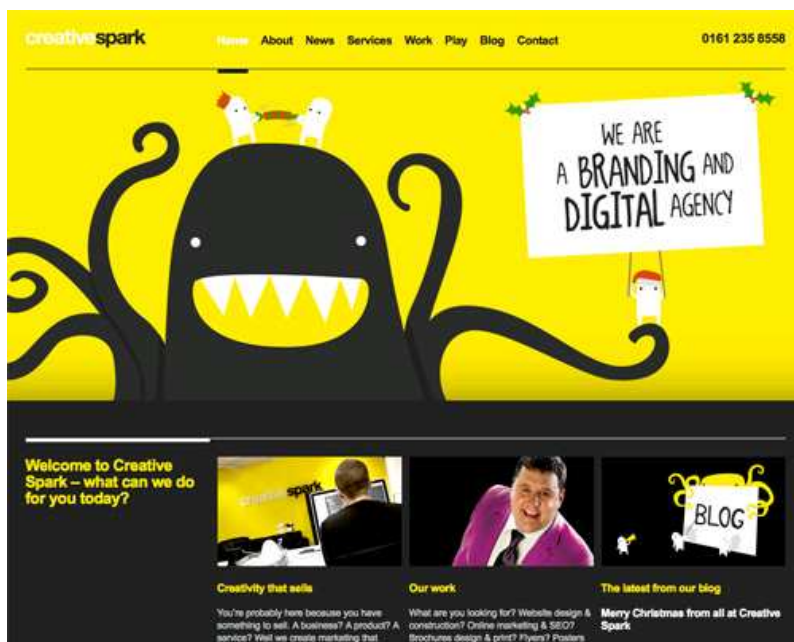 creativespark
Home About News Services Work Play Blog Contact
0161 235 8558
WE ARE
A BRANDING AND
DIGITAL AGENCY
Welcome to Creative
Spark – what can we do
for you today?
creativespark
BLOG
Creativity that sells
You're probably here because you have
something to sell. A business? A product? A
service? Well we create marketing that
Our work
What are you looking for? Website design &
construction? Online marketing & SEO?
Brochures design & print? Flyers? Posters
The latest from our blog
Merry Christmas from all at Creative
Spark